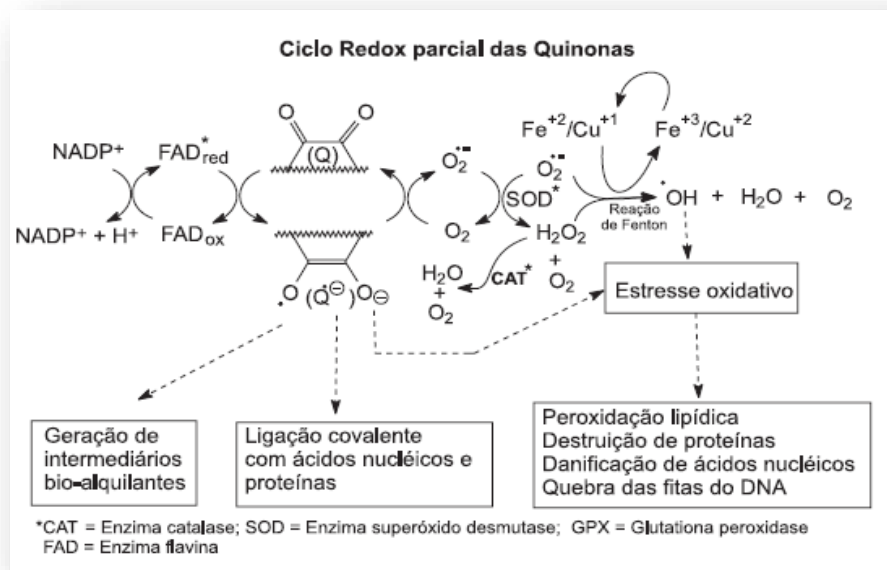 Ciclo Redox parcial das Quinonas
NADP⁺
FAD*red
O O
(Q)
O₂•⁻
Fe⁺²/Cu⁺¹
Fe⁺³/Cu⁺²
O₂•⁻
SOD*
•OH + H₂O + O₂
NADP⁺ + H⁺
FADox
O₂
H₂O₂
+
O₂
Reação
de Fenton
CAT*
H₂O
+
O₂
•O (Q•⊖) O⊖
Estresse oxidativo
Geração de
intermediários
bio-alquilantes
Ligação covalente
com ácidos nucléicos e
proteínas
Peroxidação lipídica
Destruição de proteínas
Danificação de ácidos nucléicos
Quebra das fitas do DNA
*CAT = Enzima catalase; SOD = Enzima superóxido desmutase; GPX = Glutationa peroxidase
FAD = Enzima flavina